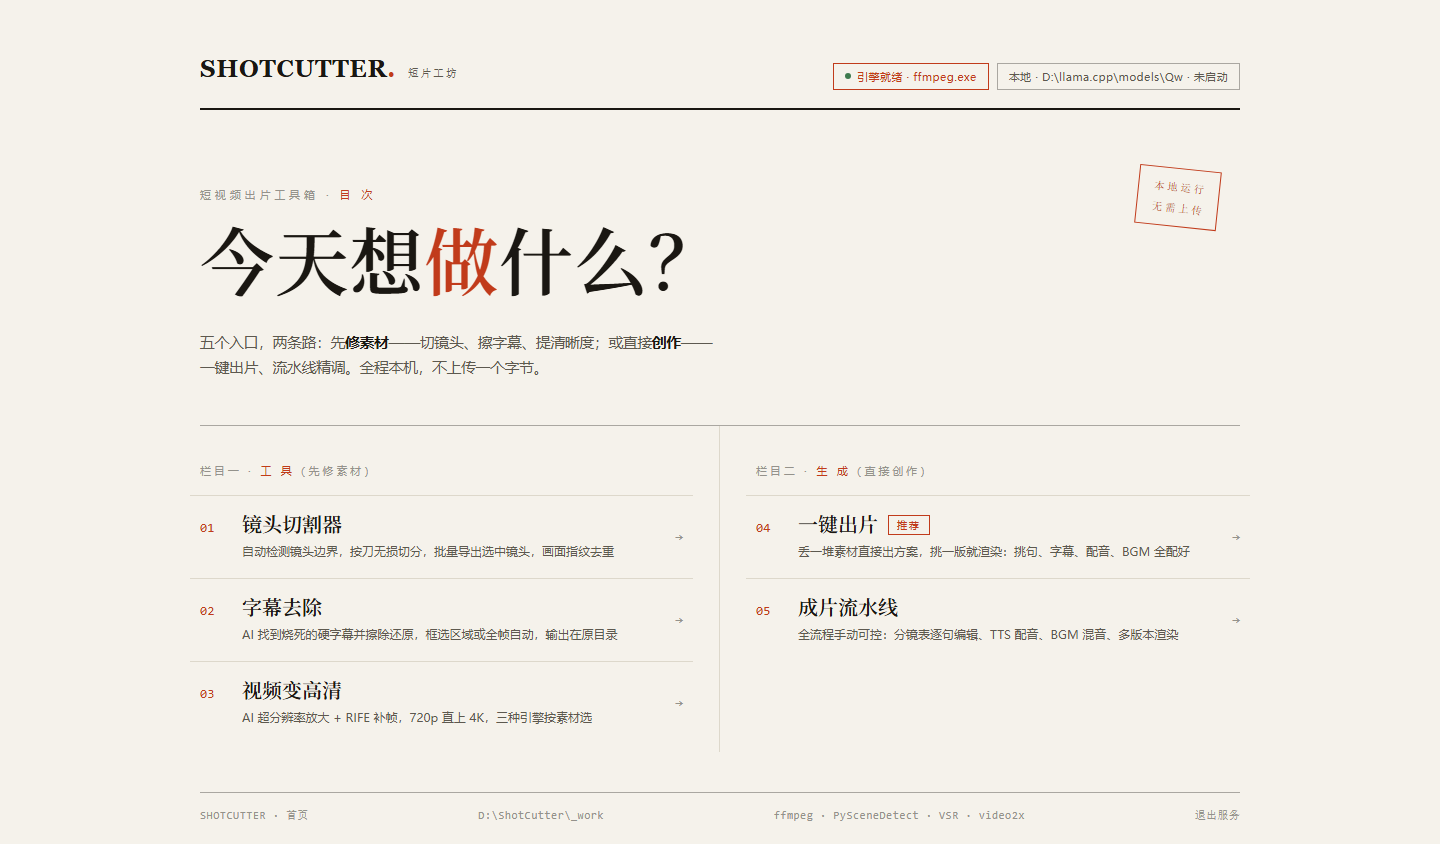 SHOTCUTTER. 短片工坊
引擎就绪 · ffmpeg.exe
本地 · D:\llama.cpp\models\Qw · 未启动
本地运行
无需上传
短视频出片工具箱 · 目次
今天想做什么?
五个入口，两条路：先修素材——切镜头、擦字幕、提清晰度；或直接创作——
一键出片、流水线精调。全程本机，不上传一个字节。
栏目一 · 工具 (先修素材)
01 镜头切割器 →
自动检测镜头边界，按刀无损切分，批量导出选中镜头，画面指纹去重
02 字幕去除 →
AI 找到烧死的硬字幕并擦除还原，框选区域或全帧自动，输出在原目录
03 视频变高清 →
AI 超分辨率放大 + RIFE 补帧，720p 直上 4K，三种引擎按素材选
栏目二 · 生成 (直接创作)
04 一键出片 推荐 →
丢一堆素材直接出方案，挑一版就渲染：挑句、字幕、配音、BGM 全配好
05 成片流水线 →
全流程手动可控：分镜表逐句编辑、TTS 配音、BGM 混音、多版本渲染
SHOTCUTTER · 首页
D:\ShotCutter\_work
ffmpeg · PySceneDetect · VSR · video2x
退出服务